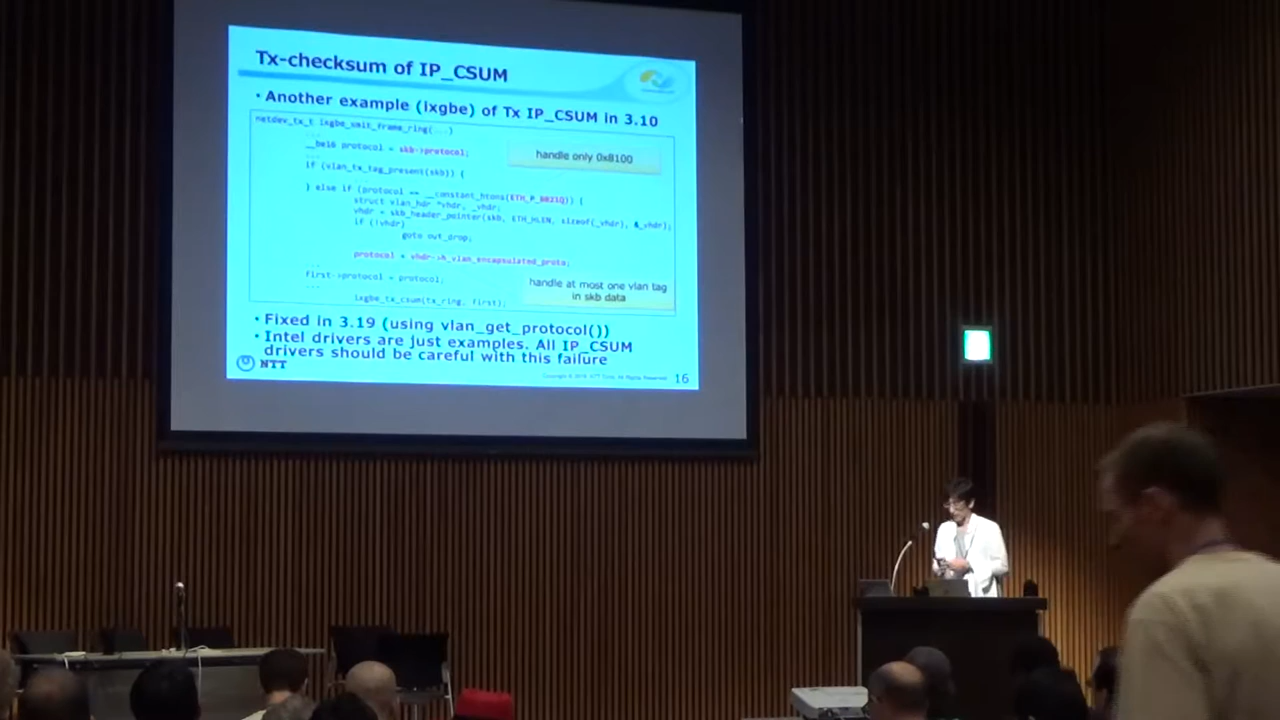 Tx-checksum of IP_CSUM
• Another example (ixgbe) of Tx IP_CSUM in 3.10
netdev_tx_t ixgbe_xmit_frame_ring(...)
...
__be16 protocol = skb->protocol;
handle only 0x8100
...
if (vlan_tx_tag_present(skb)) {
} else if (protocol == __constant_htons(ETH_P_8021Q)) {
struct vlan_hdr *vhdr, _vhdr;
vhdr = skb_header_pointer(skb, ETH_HLEN, sizeof(_vhdr), &_vhdr);
if (!vhdr)
goto out_drop;
protocol = vhdr->h_vlan_encapsulated_proto;
...
first->protocol = protocol;
handle at most one vlan tag
in skb data
...
ixgbe_tx_csum(tx_ring, first);
• Fixed in 3.19 (using vlan_get_protocol())
• Intel drivers are just examples. All IP_CSUM
drivers should be careful with this failure
NTT
16